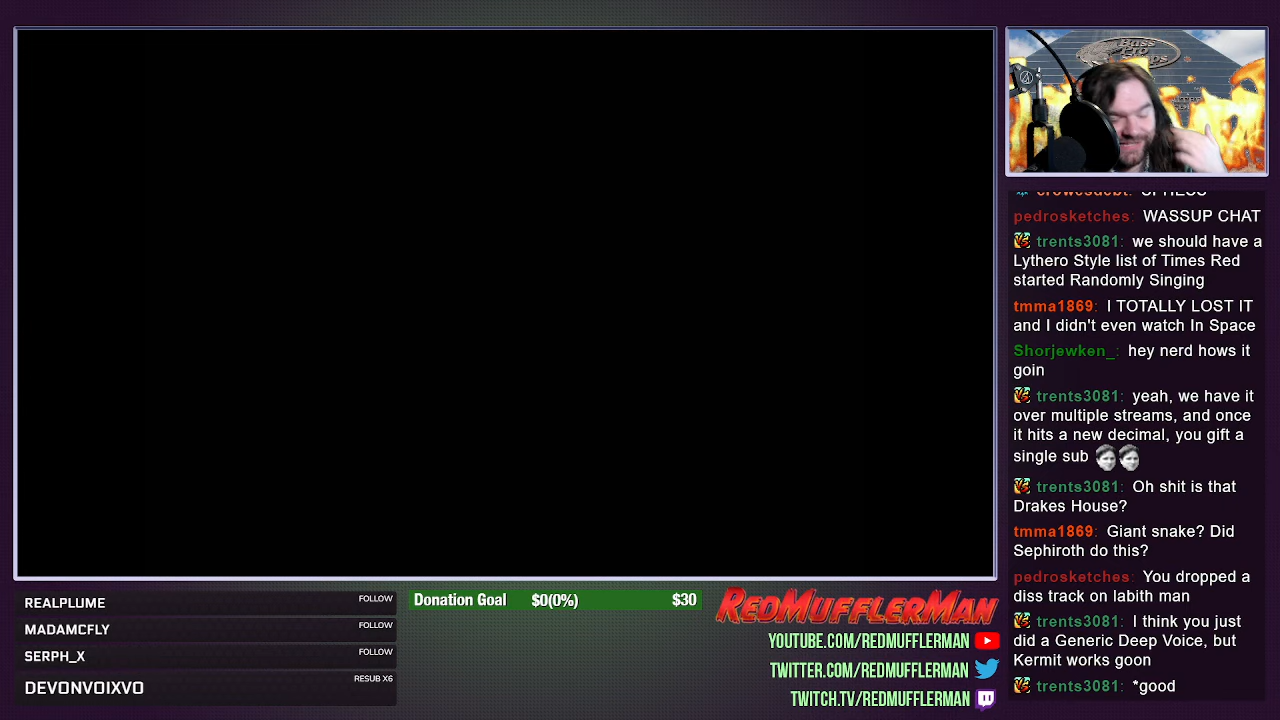 Bass
Pro
Shops
pedrosketches: WASSUP CHAT
trents3081: we should have a
Lythero Style list of Times Red
started Randomly Singing
tmma1869: I TOTALLY LOST IT
and I didn't even watch In Space
Shorjewken_: hey nerd hows it
goin
trents3081: yeah, we have it
over multiple streams, and once
it hits a new decimal, you gift a
single sub
trents3081: Oh shit is that
Drakes House?
tmma1869: Giant snake? Did
Sephiroth do this?
pedrosketches: You dropped a
diss track on labith man
trents3081: I think you just
did a Generic Deep Voice, but
Kermit works goon
trents3081: *good
REALPLUME FOLLOW
MADAMCFLY FOLLOW
SERPH_X FOLLOW
DEVONVOIXVO RESUB X6
Donation Goal $0(0%) $30
REDMUFFLERMAN
YOUTUBE.COM/REDMUFFLERMAN
TWITTER.COM/REDMUFFLERMAN
TWITCH.TV/REDMUFFLERMAN